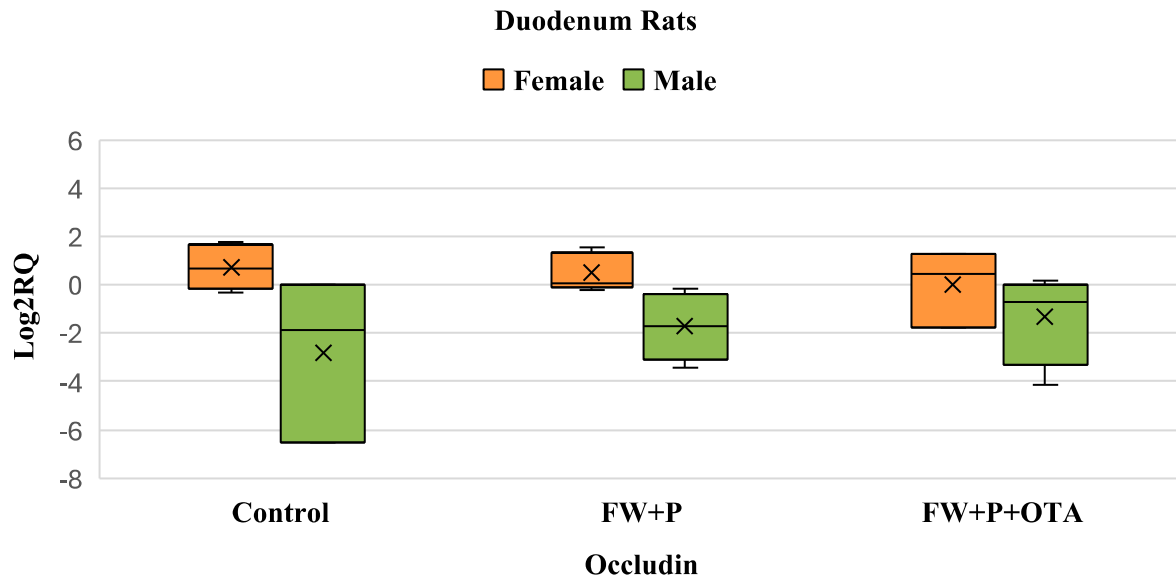 Duodenum Rats
Female Male
6
4
2
0
-2
-4
-6
-8
Log2RQ
Control FW+P FW+P+OTA
Occludin